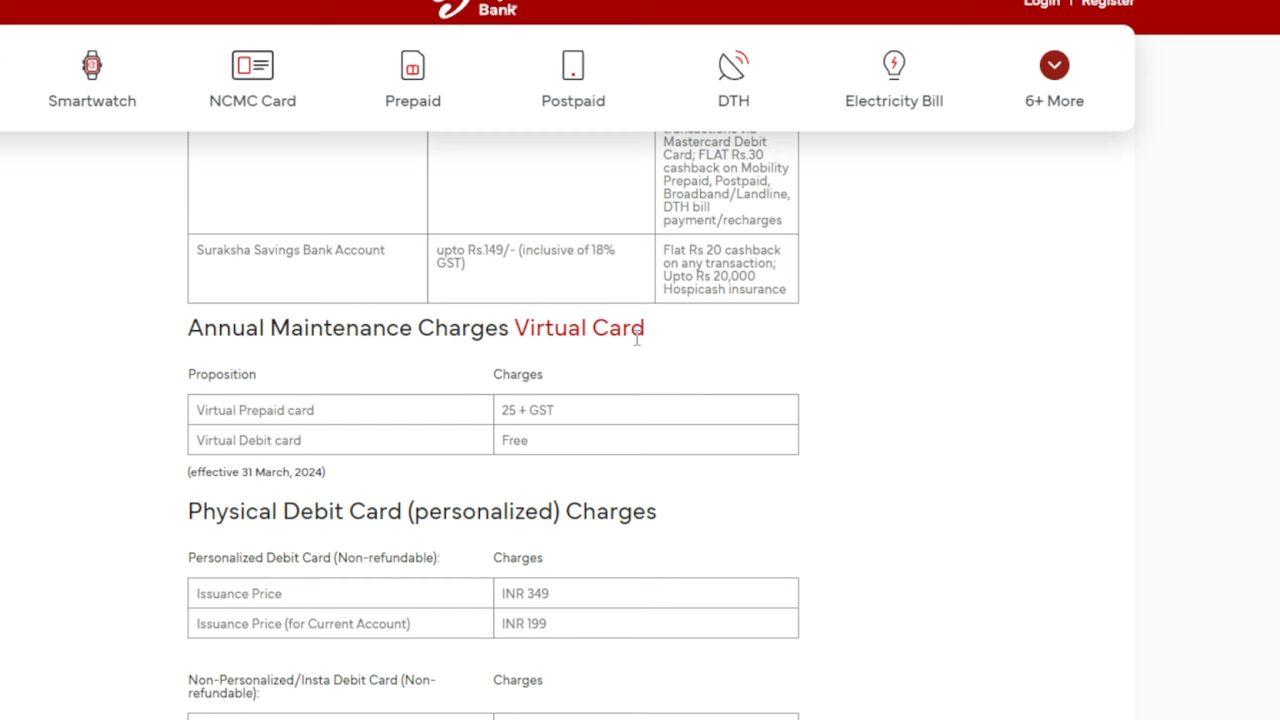 Bank
Login | Register
Smartwatch
NCMC Card
Prepaid
Postpaid
DTH
Electricity Bill
6+ More
Mastercard Debit
Card; FLAT Rs.30
cashback on Mobility
Prepaid, Postpaid,
Broadband/Landline,
DTH bill
payment/recharges
Suraksha Savings Bank Account
upto Rs.149/- (inclusive of 18%
GST)
Flat Rs 20 cashback
on any transaction;
Upto Rs 20,000
Hospicash insurance
Annual Maintenance Charges Virtual Card
Proposition
Charges
Virtual Prepaid card
25 + GST
Virtual Debit card
Free
(effective 31 March, 2024)
Physical Debit Card (personalized) Charges
Personalized Debit Card (Non-refundable):
Charges
Issuance Price
INR 349
Issuance Price (for Current Account)
INR 199
Non-Personalized/Insta Debit Card (Non-
refundable):
Charges